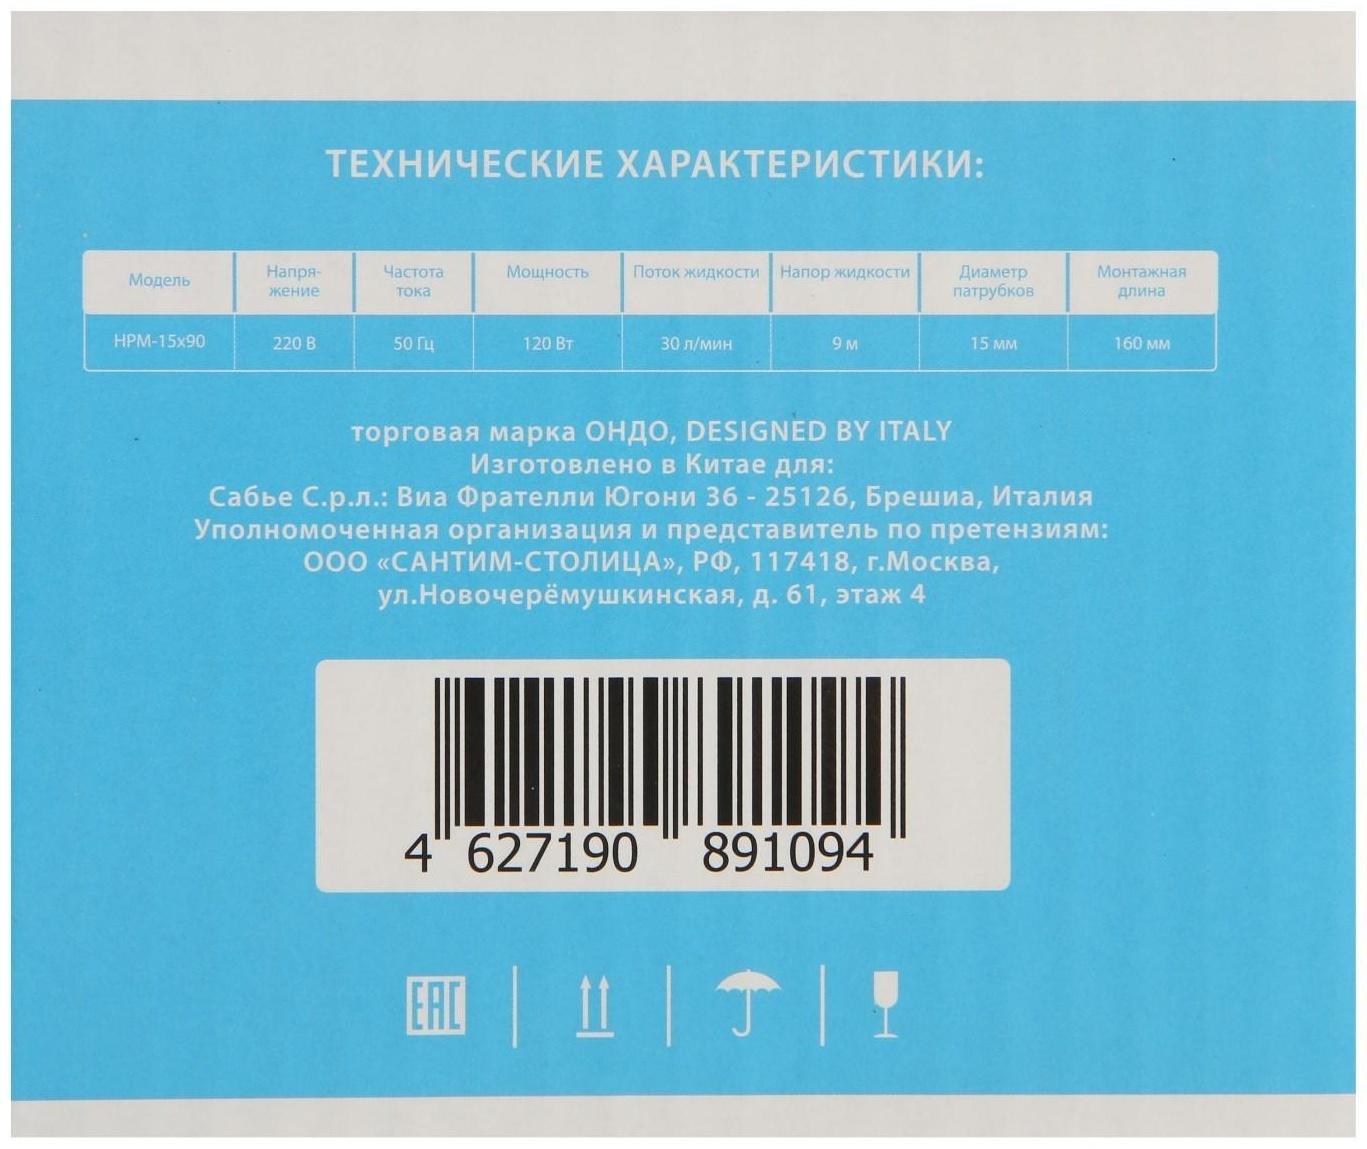 ТЕХНИЧЕСКИЕ ХАРАКТЕРИСТИКИ:
Модель Напря- Частота Мощность Поток жидкости Напор жидкости Диаметр Монтажная
жение тока патрубков длина
НРМ-15x90 220 В 50 Гц 120 Вт 30 л/мин 9 м 15 мм 160 мм
торговая марка ОНДО, DESIGNED BY ITALY
Изготовлено в Китае для:
Сабье С.р.л.: Виа Фрателли Югони 36 - 25126, Брешиа, Италия
Уполномоченная организация и представитель по претензиям:
ООО «САНТИМ-СТОЛИЦА», РФ, 117418, г.Москва,
ул.Новочерёмушкинская, д. 61, этаж 4
4 627190 891094
EAC